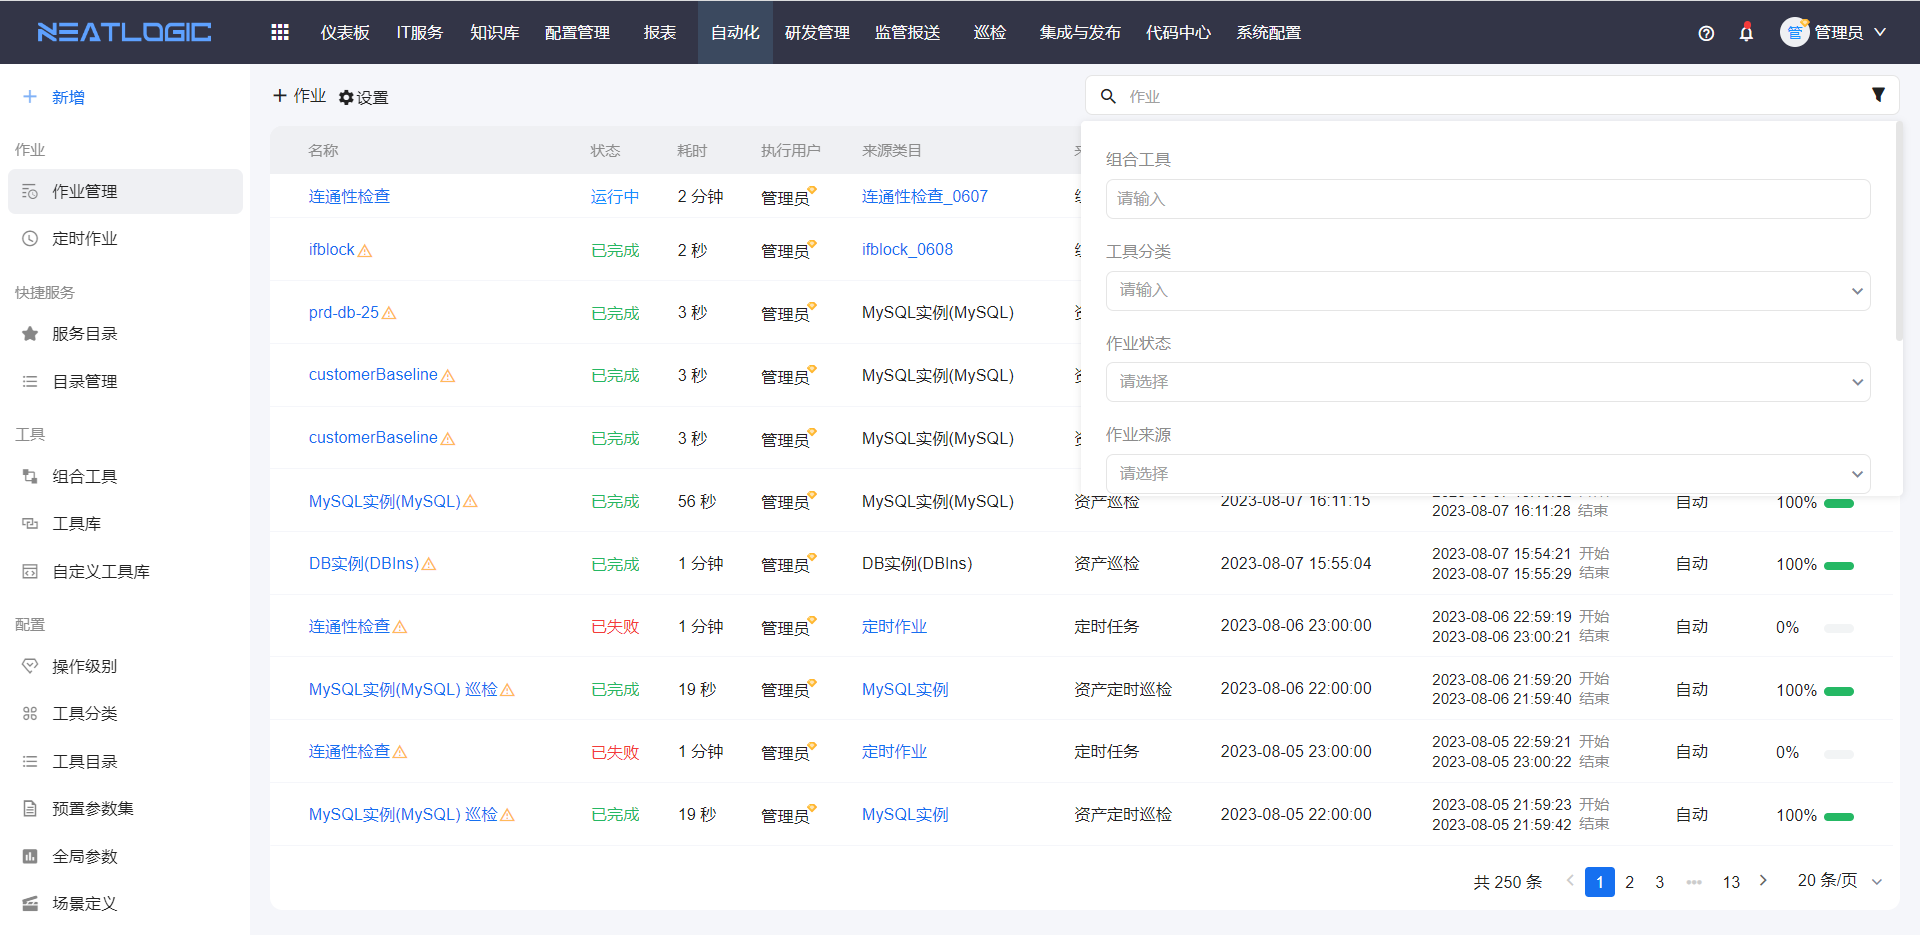 NEATLOGIC 仪表板 IT服务 知识库 配置管理 报表 自动化 研发管理 监管报送 巡检 集成与发布 代码中心 系统配置 管 管理员
新增
作业
作业管理
定时作业
快捷服务
服务目录
目录管理
工具
组合工具
工具库
自定义工具库
配置
操作级别
工具分类
工具目录
预置参数集
全局参数
场景定义
作业 设置 作业
名称 状态 耗时 执行用户 来源类目
连通性检查 运行中 2 分钟 管理员 连通性检查_0607
ifblock 已完成 2 秒 管理员 ifblock_0608
prd-db-25 已完成 3 秒 管理员 MySQL实例(MySQL)
customerBaseline 已完成 3 秒 管理员 MySQL实例(MySQL)
customerBaseline 已完成 3 秒 管理员 MySQL实例(MySQL)
组合工具
请输入
工具分类
请输入
作业状态
请选择
作业来源
请选择
MySQL实例(MySQL) 已完成 56 秒 管理员 MySQL实例(MySQL) 资产巡检 2023-08-07 16:11:15 自动 100%
2023-08-07 16:11:28 结束
DB实例(DBIns) 已完成 1 分钟 管理员 DB实例(DBIns) 资产巡检 2023-08-07 15:55:04 2023-08-07 15:54:21 开始 自动 100%
2023-08-07 15:55:29 结束
连通性检查 已失败 1 分钟 管理员 定时作业 定时任务 2023-08-06 23:00:00 2023-08-06 22:59:19 开始 自动 0%
2023-08-06 23:00:21 结束
MySQL实例(MySQL) 巡检 已完成 19 秒 管理员 MySQL实例 资产定时巡检 2023-08-06 22:00:00 2023-08-06 21:59:20 开始 自动 100%
2023-08-06 21:59:40 结束
连通性检查 已失败 1 分钟 管理员 定时作业 定时任务 2023-08-05 23:00:00 2023-08-05 22:59:21 开始 自动 0%
2023-08-05 23:00:22 结束
MySQL实例(MySQL) 巡检 已完成 19 秒 管理员 MySQL实例 资产定时巡检 2023-08-05 22:00:00 2023-08-05 21:59:23 开始 自动 100%
2023-08-05 21:59:42 结束
共 250 条 1 2 3 ••• 13 20 条/页